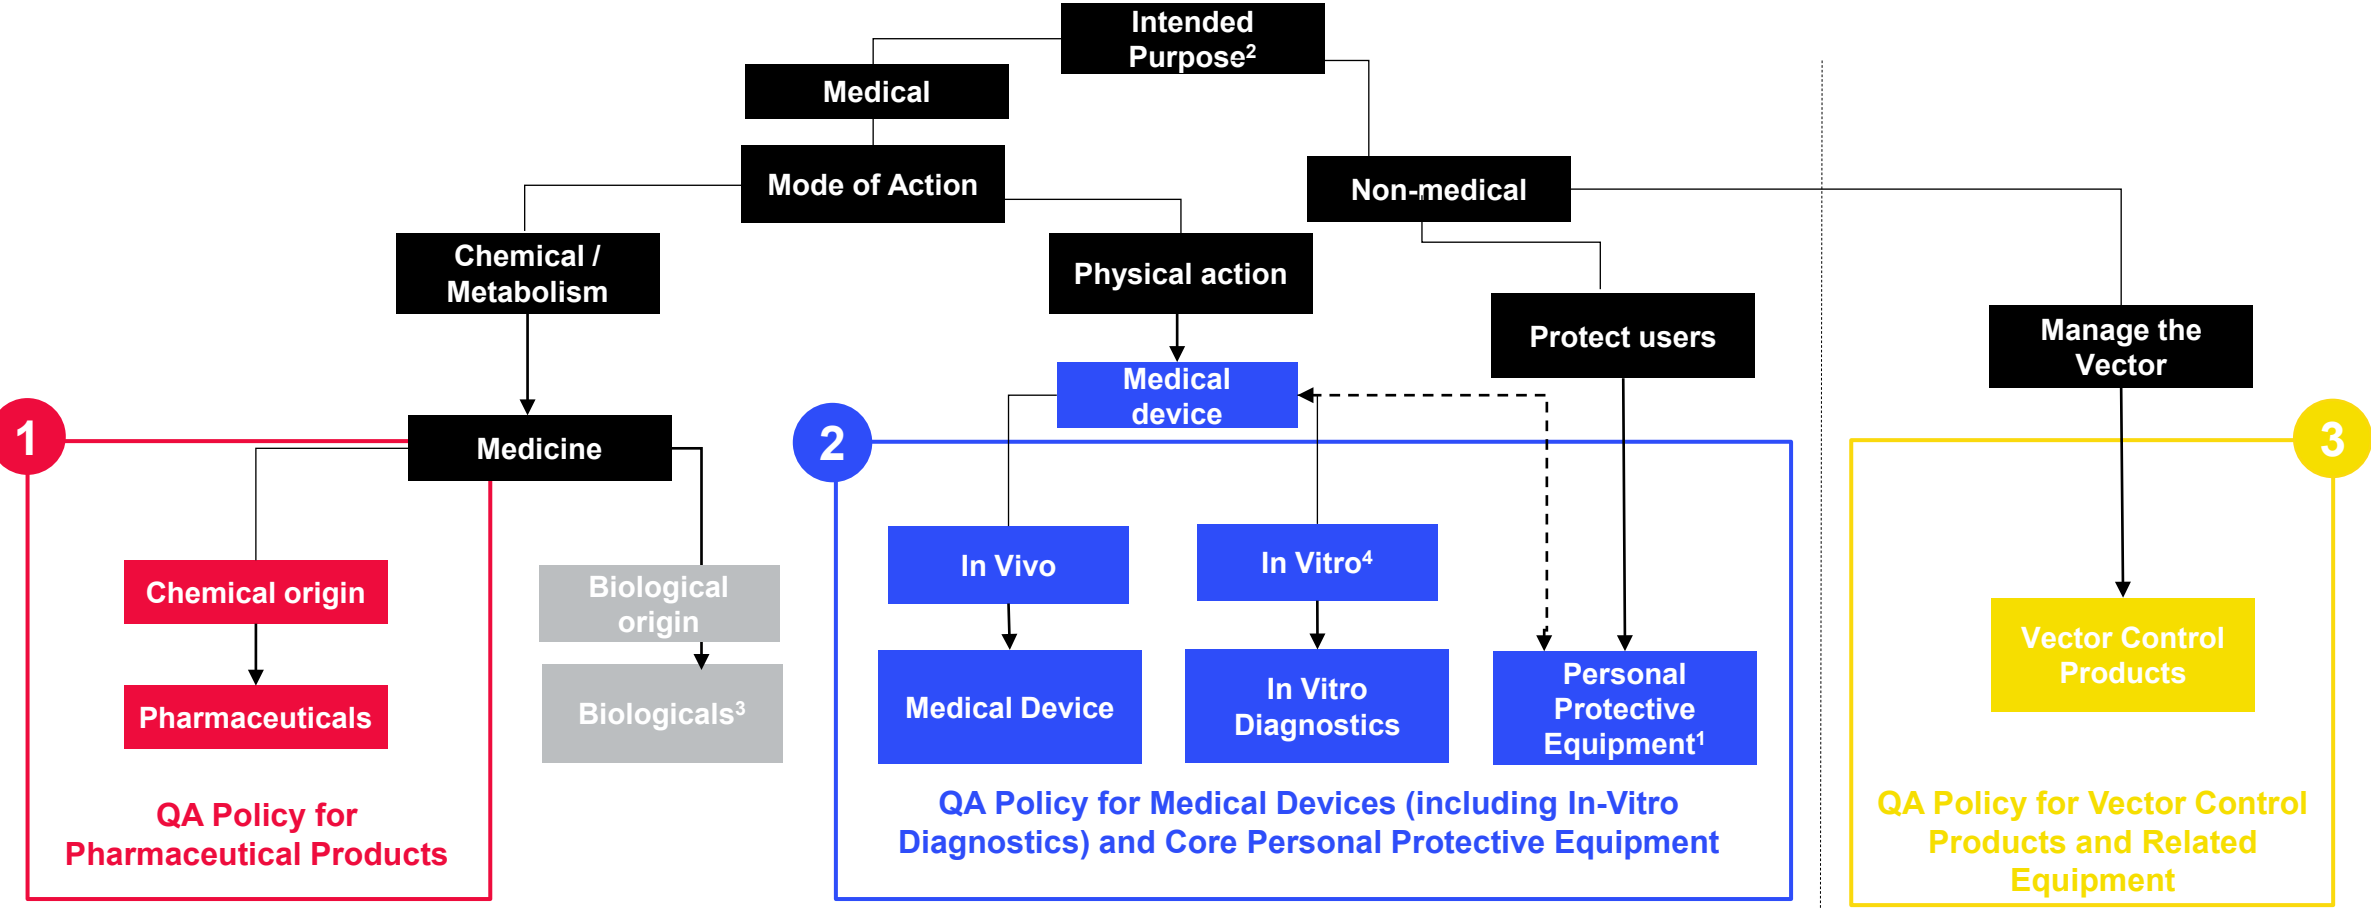 Intended
Purpose²
Medical
Mode of Action
Non-medical
Chemical /
Metabolism
Physical action
Protect users
Manage the
Vector
Medical
device
1
Medicine
2
3
Chemical origin
Biological
origin
In Vivo
In Vitro⁴
Vector Control
Products
Pharmaceuticals
Biologicals³
Medical Device
In Vitro
Diagnostics
Personal
Protective
Equipment¹
QA Policy for
Pharmaceutical Products
QA Policy for Medical Devices (including In-Vitro
Diagnostics) and Core Personal Protective Equipment
QA Policy for Vector Control
Products and Related
Equipment